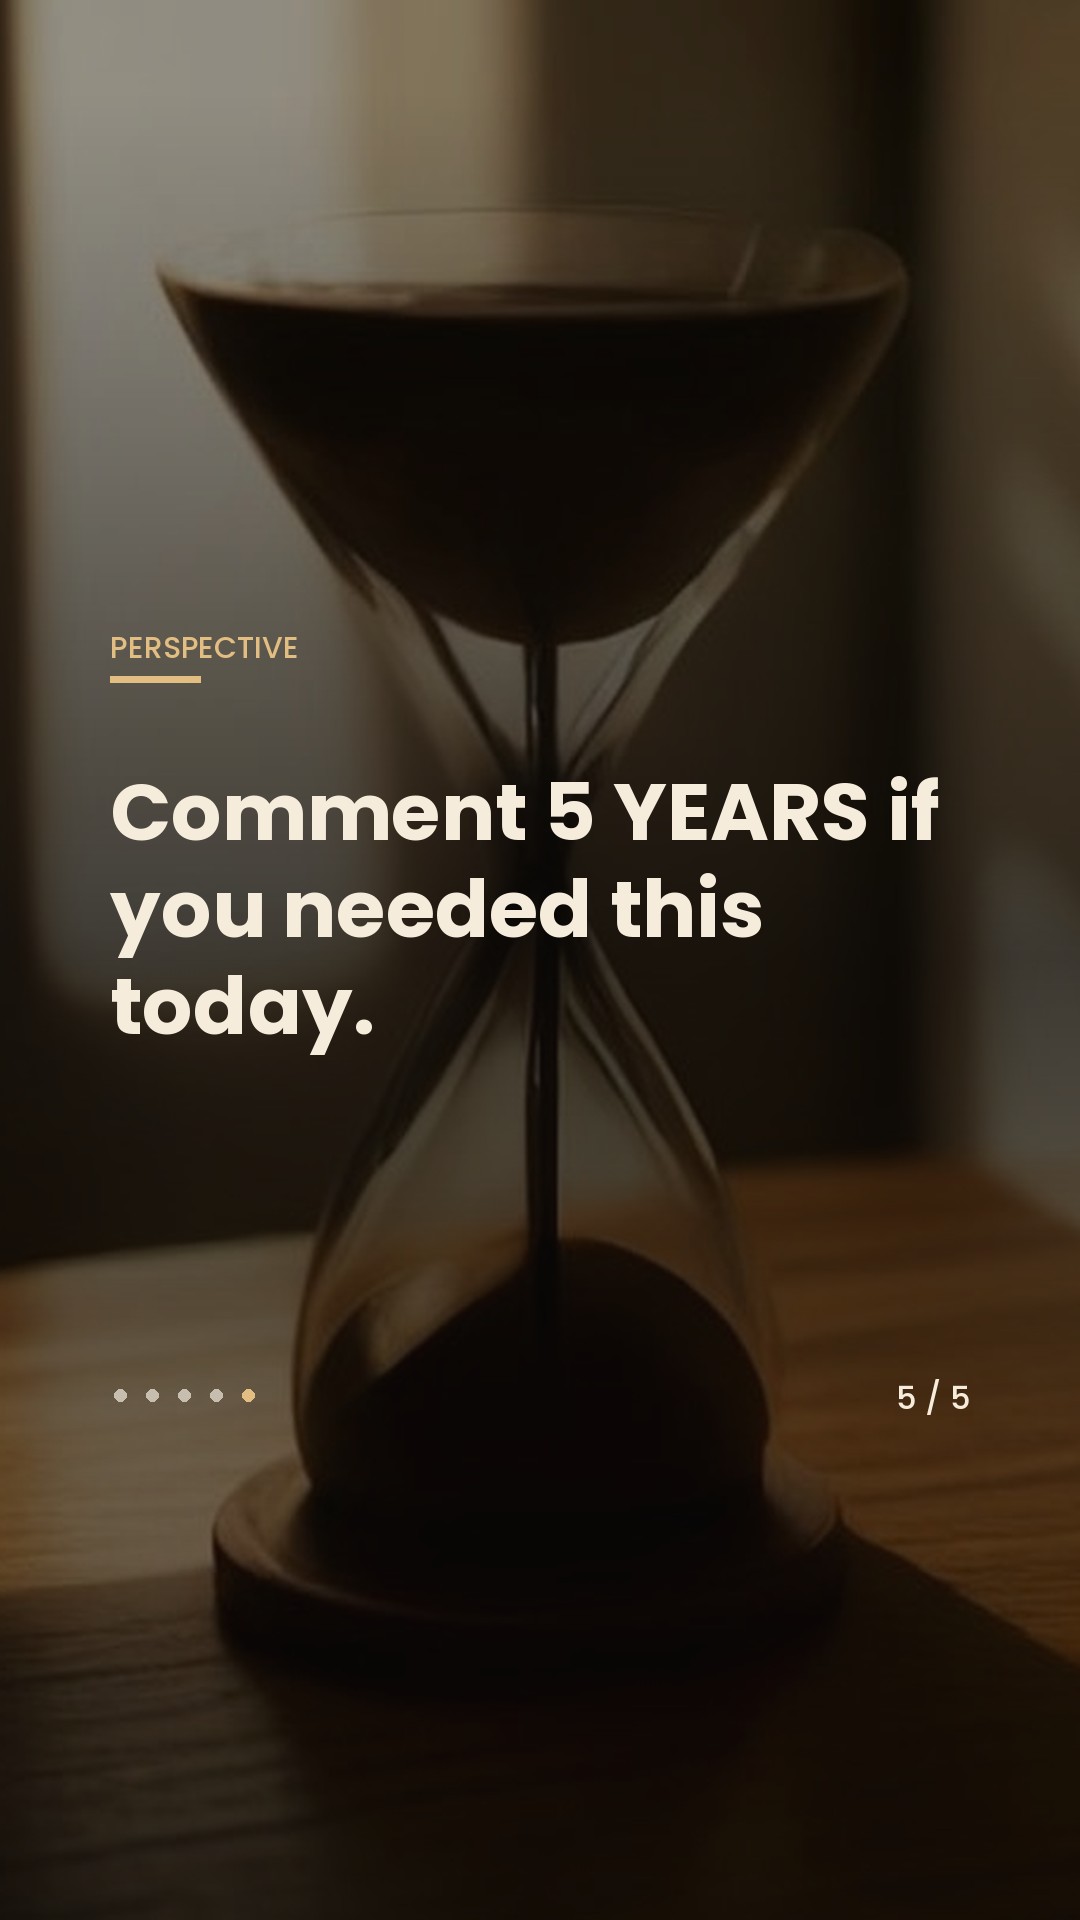 PERSPECTIVE
Comment 5 YEARS if
you needed this
today.
5 / 5